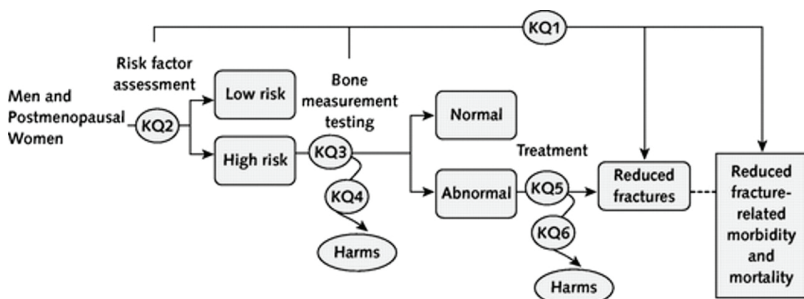 KQ1
Risk factor
assessment
Bone
measurement
testing
Men and
Postmenopausal
Women
KQ2
Low risk
High risk
KQ3
KQ4
Harms
Normal
Abnormal
Treatment
KQ5
KQ6
Harms
Reduced
fractures
Reduced
fracture-
related
morbidity
and
mortality